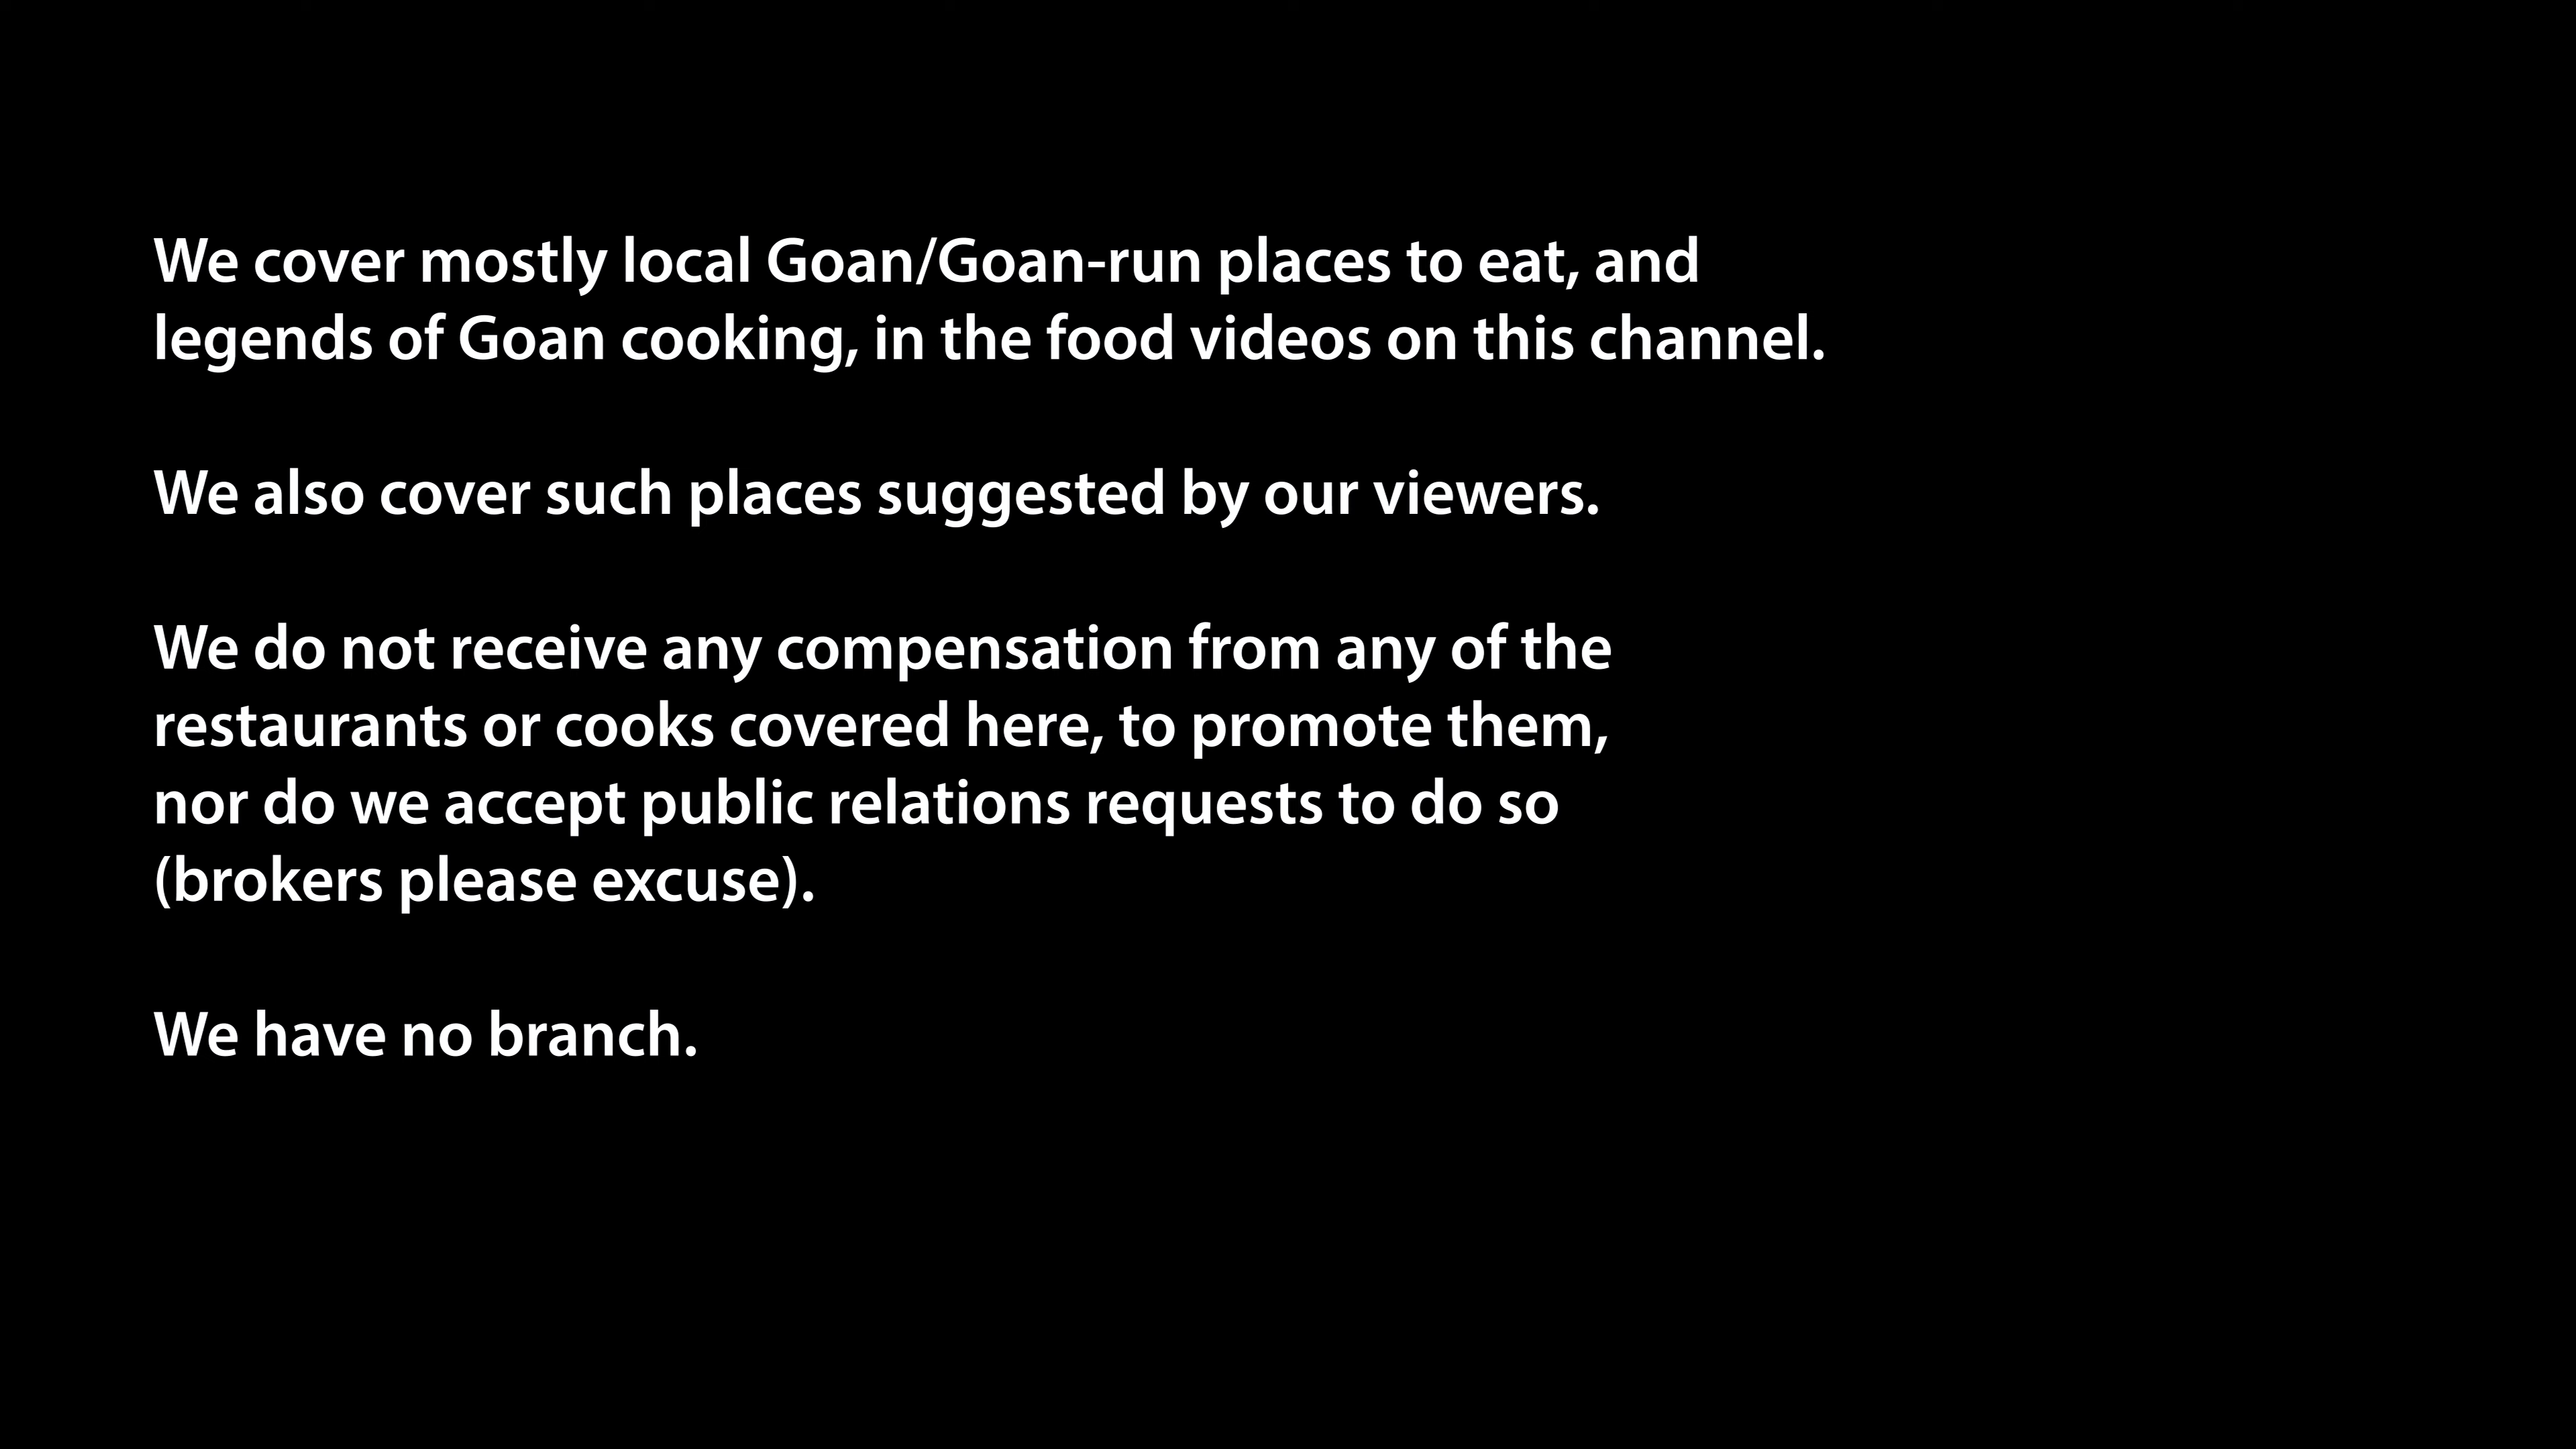 We cover mostly local Goan/Goan-run places to eat, and
legends of Goan cooking, in the food videos on this channel.
We also cover such places suggested by our viewers.
We do not receive any compensation from any of the
restaurants or cooks covered here, to promote them,
nor do we accept public relations requests to do so
(brokers please excuse).
We have no branch.